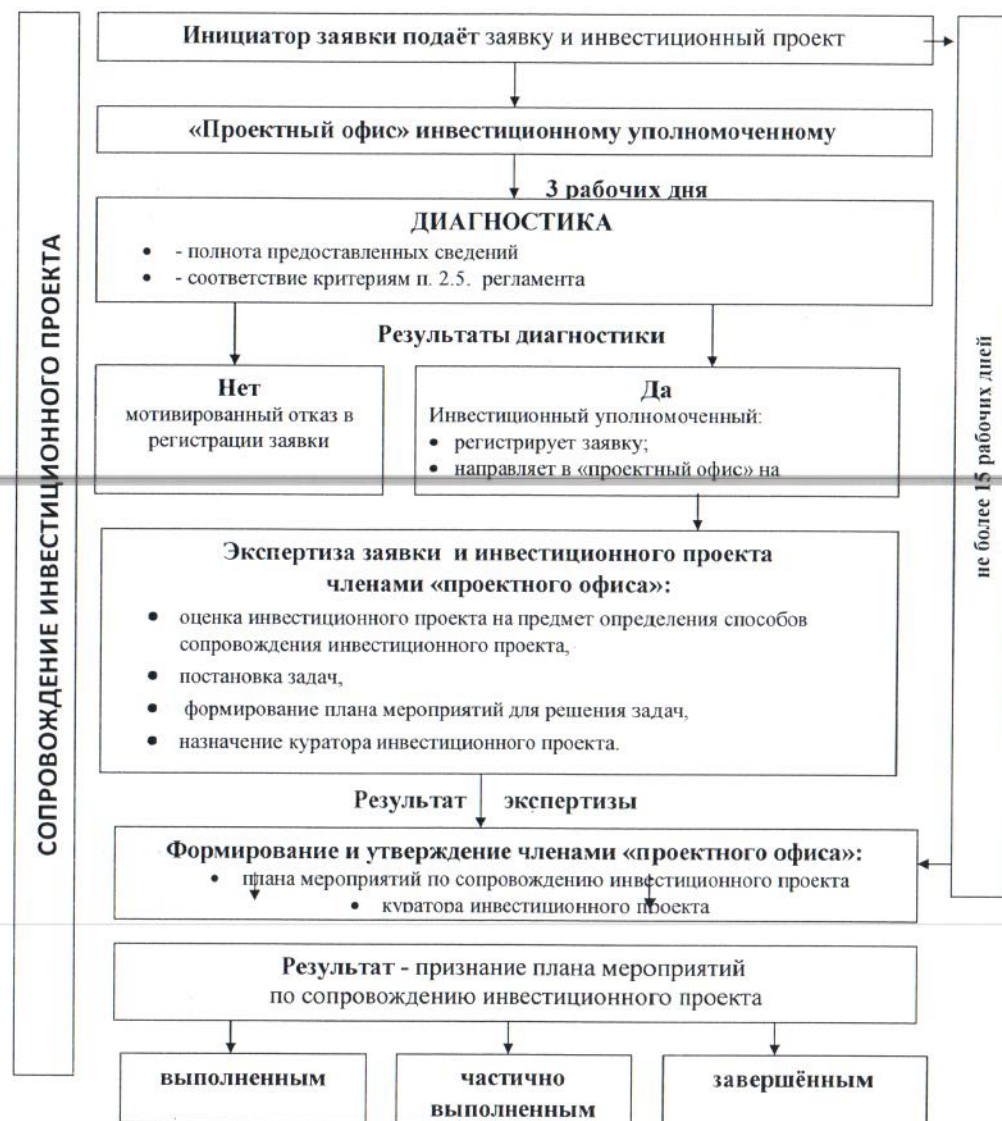 СОПРОВОЖДЕНИЕ ИНВЕСТИЦИОННОГО ПРОЕКТА
Инициатор заявки подаёт заявку и инвестиционный проект
«Проектный офис» инвестиционному уполномоченному
3 рабочих дня
ДИАГНОСТИКА
• - полнота предоставленных сведений
• - соответствие критериям п. 2.5. регламента
Результаты диагностики
Нет
мотивированный отказ в
регистрации заявки
Да
Инвестиционный уполномоченный:
• регистрирует заявку;
• направляет в «проектный офис» на
не более 15 рабочих дней
Экспертиза заявки и инвестиционного проекта
членами «проектного офиса»:
• оценка инвестиционного проекта на предмет определения способов
сопровождения инвестиционного проекта,
• постановка задач,
• формирование плана мероприятий для решения задач,
• назначение куратора инвестиционного проекта.
Результат экспертизы
Формирование и утверждение членами «проектного офиса»:
• плана мероприятий по сопровождению инвестиционного проекта
• куратора инвестиционного проекта
Результат - признание плана мероприятий
по сопровождению инвестиционного проекта
выполненным
частично
выполненным
завершённым